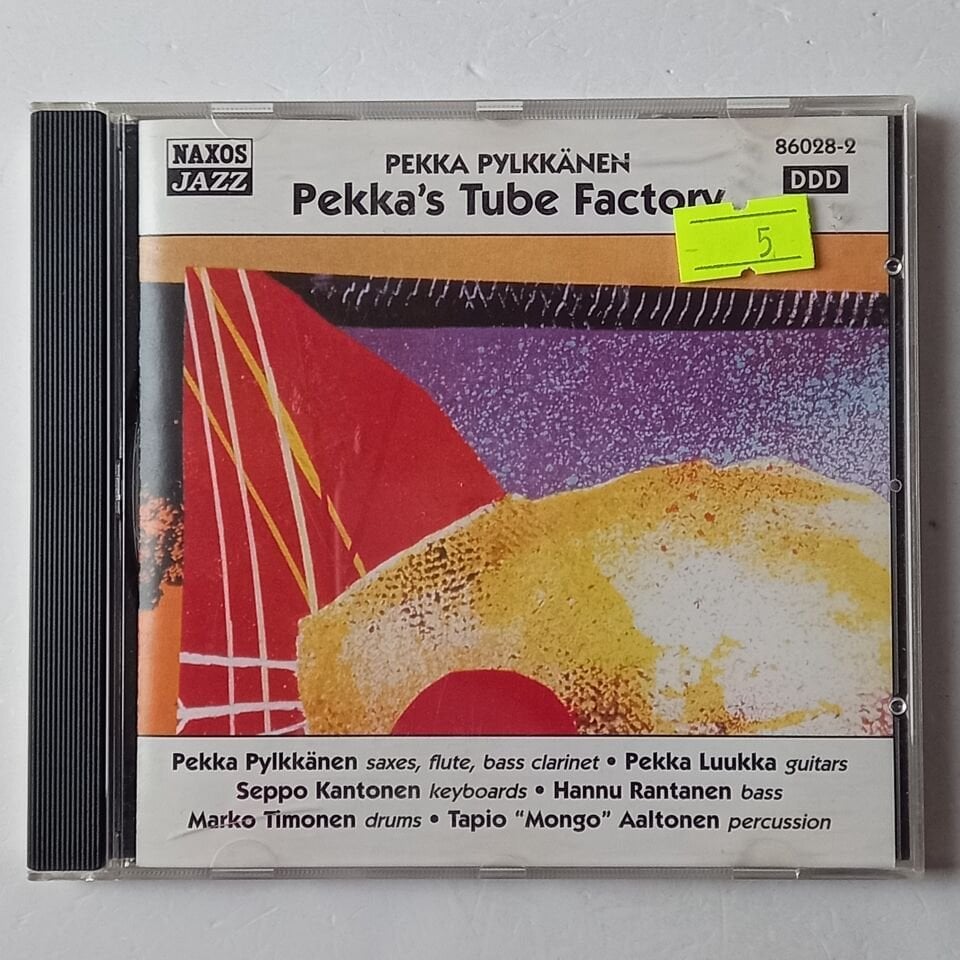 NAXOS
JAZZ
PEKKA PYLKKÄNEN
Pekka's Tube Factory
86028-2
DDD
5
Pekka Pylkkänen saxes, flute, bass clarinet • Pekka Luukka guitars
Seppo Kantonen keyboards • Hannu Rantanen bass
Marko Timonen drums • Tapio "Mongo" Aaltonen percussion